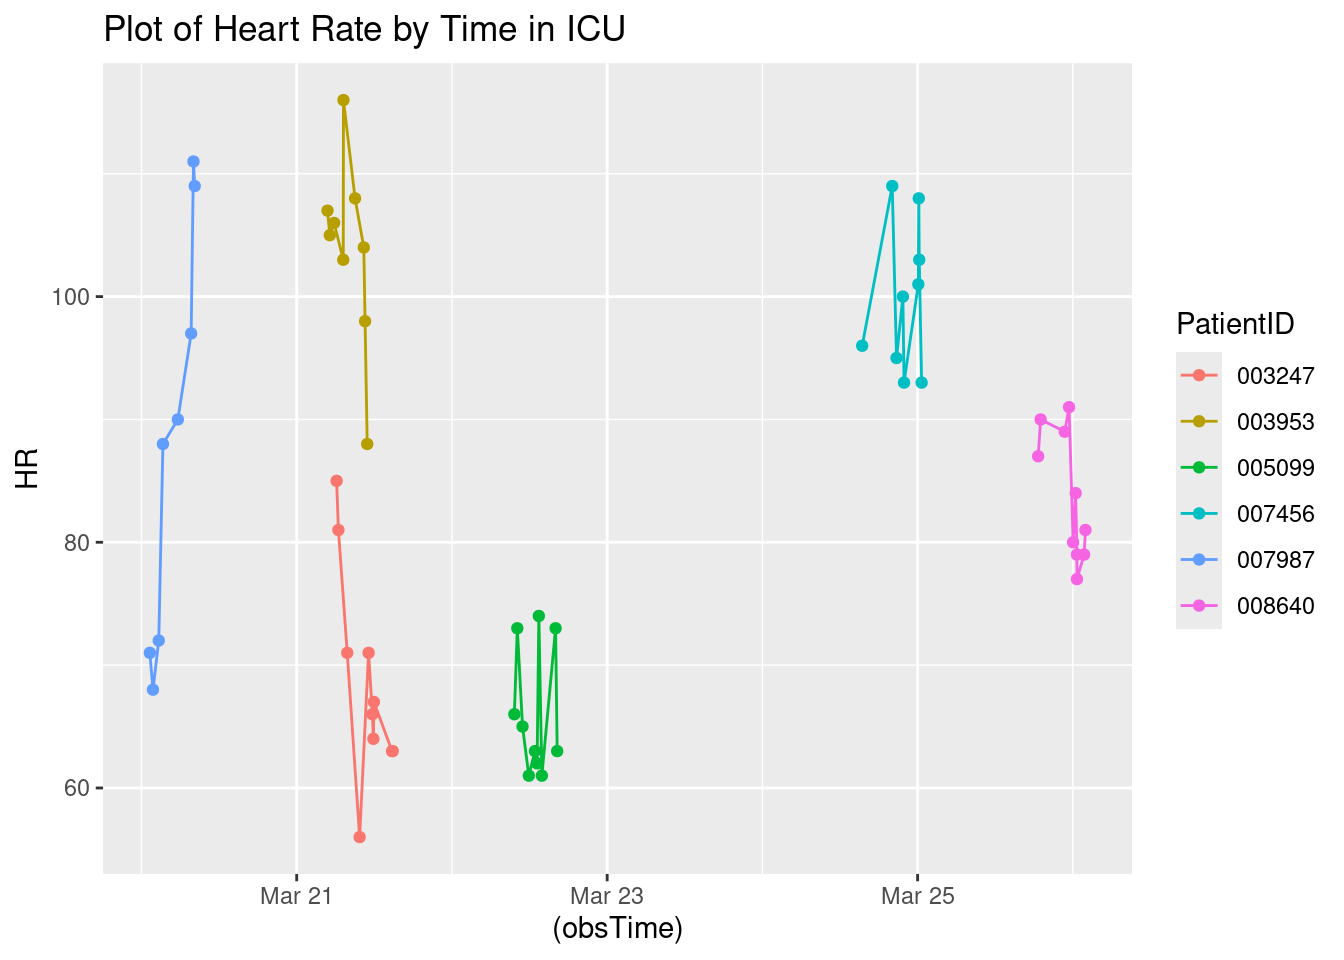 Plot of Heart Rate by Time in ICU
HR
100
80
60
Mar 21
Mar 23
Mar 25
(obsTime)
PatientID
003247
003953
005099
007456
007987
008640